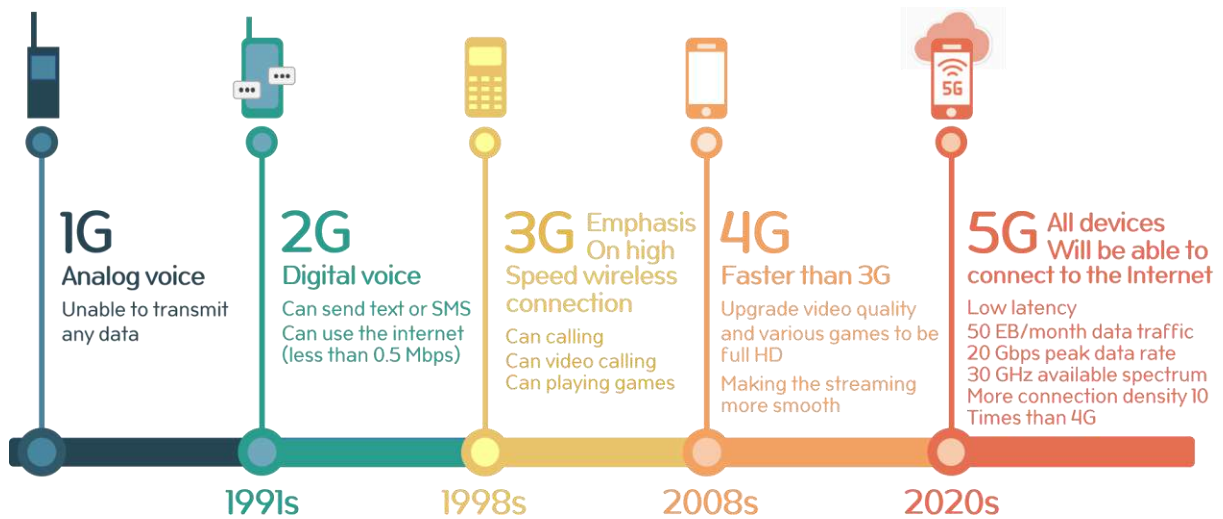 5G
1G
Analog voice
Unable to transmit
any data
2G
Digital voice
Can send text or SMS
Can use the internet
(less than 0.5 Mbps)
3G Emphasis
On high
Speed wireless
connection
Can calling
Can video calling
Can playing games
4G
Faster than 3G
Upgrade video quality
and various games to be
full HD
Making the streaming
more smooth
5G All devices
Will be able to
connect to the Internet
Low latency
50 EB/month data traffic
20 Gbps peak data rate
30 GHz available spectrum
More connection density 10
Times than 4G
1991s
1998s
2008s
2020s